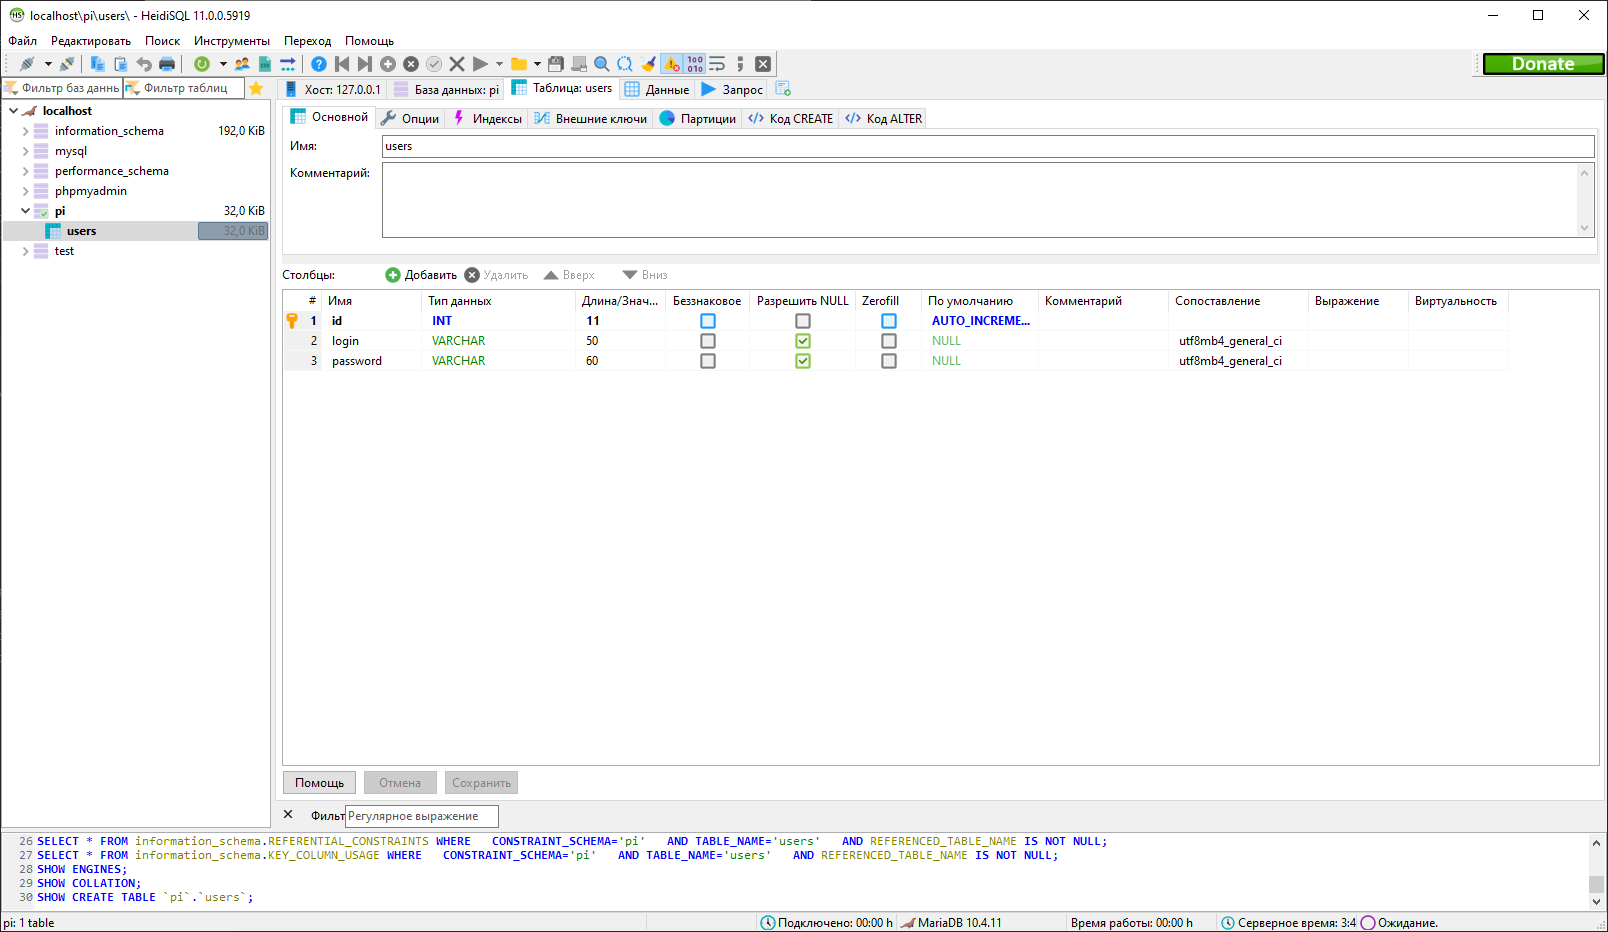 localhost\pi\users\ - HeidiSQL 11.0.0.5919
Файл Редактировать Поиск Инструменты Переход Помощь
Donate
Фильтр баз данн Фильтр таблиц
Хост: 127.0.0.1 База данных: pi Таблица: users Данные Запрос
localhost
information_schema 192,0 KiB
mysql
performance_schema
phpmyadmin
pi 32,0 KiB
users 32,0 KiB
test
Основной Опции Индексы Внешние ключи Партиции Код CREATE Код ALTER
Имя: users
Комментарий:
Столбцы: Добавить Удалить Вверх Вниз
# Имя Тип данных Длина/Знач... Беззнаковое Разрешить NULL Zerofill По умолчанию Комментарий Сопоставление Выражение Виртуальность
1 id INT 11 AUTO_INCREME...
2 login VARCHAR 50 NULL utf8mb4_general_ci
3 password VARCHAR 60 NULL utf8mb4_general_ci
Помощь Отмена Сохранить
Фильт Регулярное выражение
26 SELECT * FROM information_schema.REFERENTIAL_CONSTRAINTS WHERE   CONSTRAINT_SCHEMA='pi'   AND TABLE_NAME='users'   AND REFERENCED_TABLE_NAME IS NOT NULL;
27 SELECT * FROM information_schema.KEY_COLUMN_USAGE WHERE   CONSTRAINT_SCHEMA='pi'   AND TABLE_NAME='users'   AND REFERENCED_TABLE_NAME IS NOT NULL;
28 SHOW ENGINES;
29 SHOW COLLATION;
30 SHOW CREATE TABLE `pi`.`users`;
pi: 1 table Подключено: 00:00 h MariaDB 10.4.11 Время работы: 00:00 h Серверное время: 3:4 Ожидание.